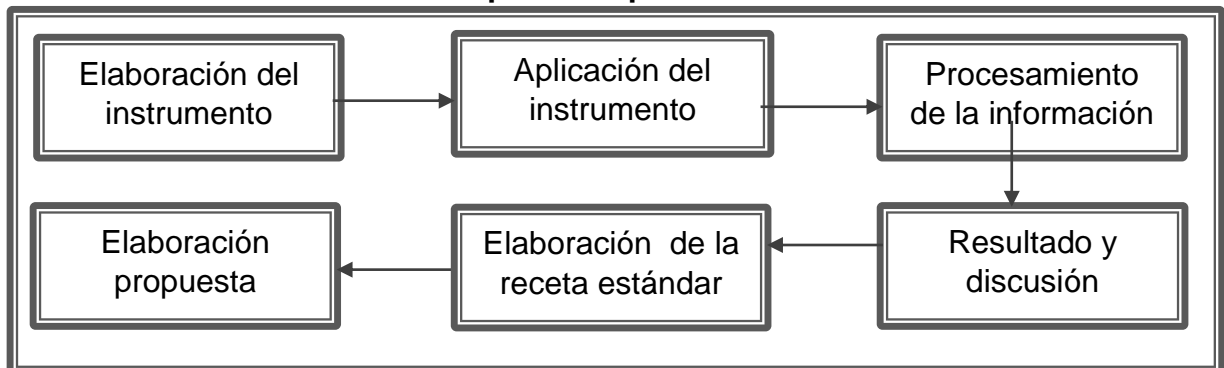 Elaboración del
instrumento
Aplicación del
instrumento
Procesamiento
de la información
Resultado y
discusión
Elaboración de la
receta estándar
Elaboración
propuesta